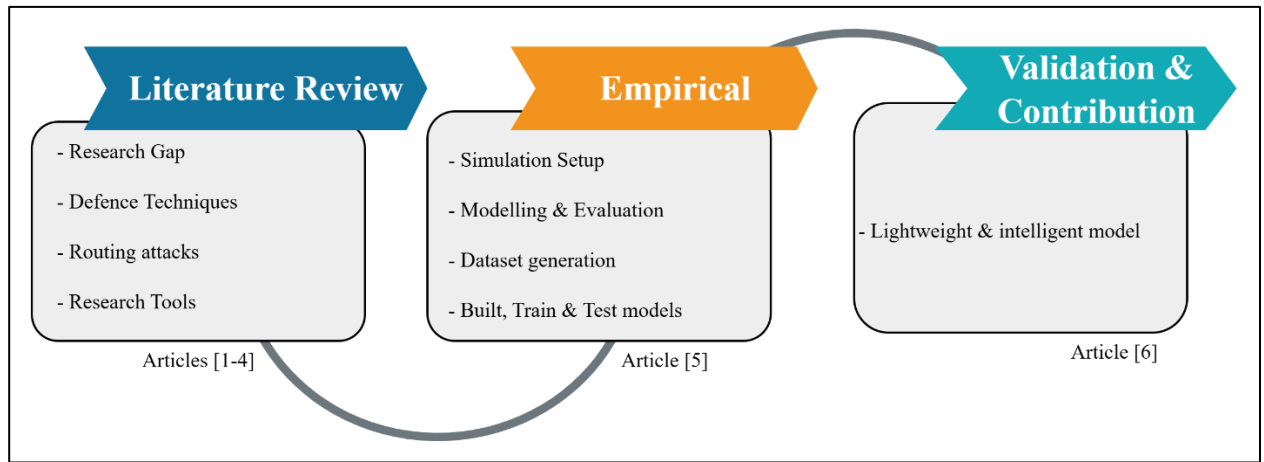 Literature Review
- Research Gap
- Defence Techniques
- Routing attacks
- Research Tools
Articles [1-4]
Empirical
- Simulation Setup
- Modelling & Evaluation
- Dataset generation
- Built, Train & Test models
Article [5]
Validation &
Contribution
- Lightweight & intelligent model
Article [6]